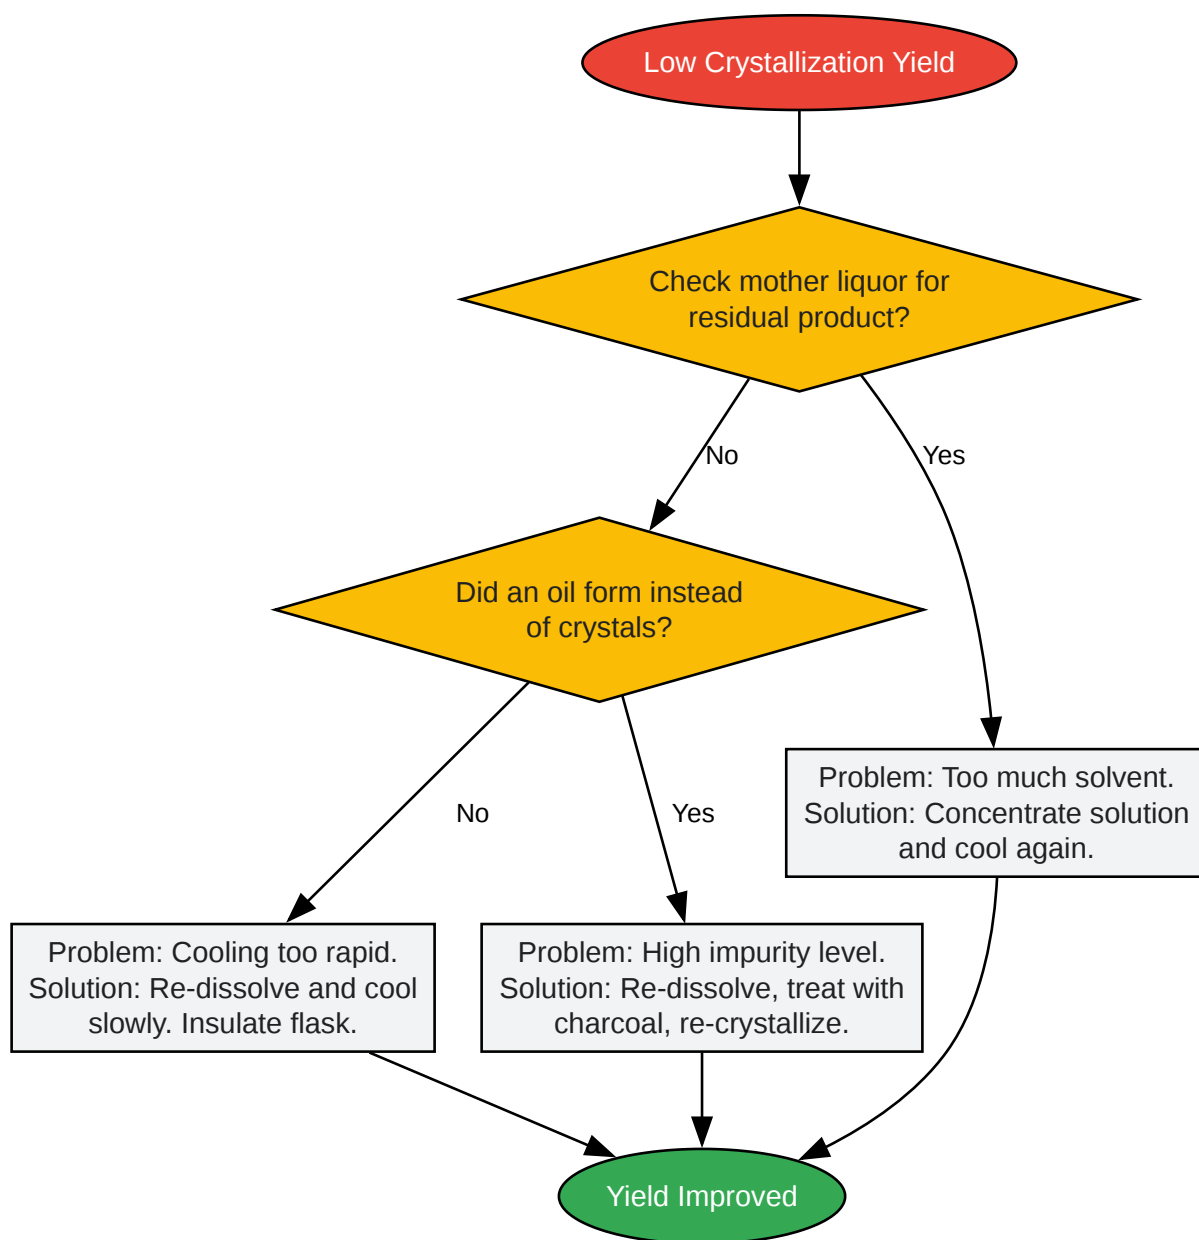 Low Crystallization Yield
Check mother liquor for
residual product?
No
Yes
Did an oil form instead
of crystals?
No
Yes
Problem: Too much solvent.
Solution: Concentrate solution
and cool again.
Problem: Cooling too rapid.
Solution: Re-dissolve and cool
slowly. Insulate flask.
Problem: High impurity level.
Solution: Re-dissolve, treat with
charcoal, re-crystallize.
Yield Improved